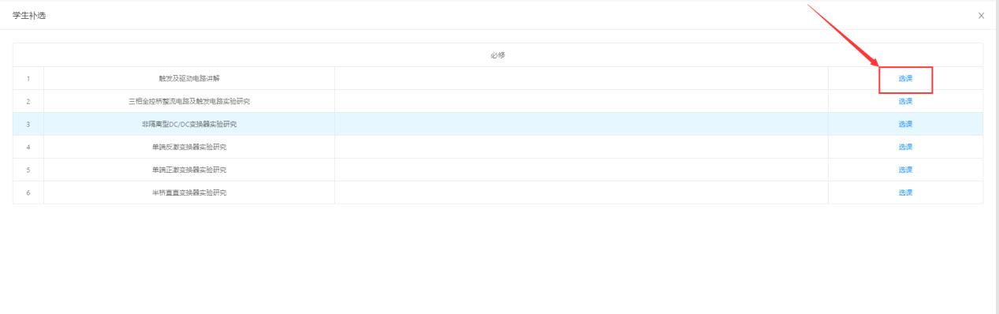 学生补选 X
必修
1 触发及驱动电路讲解 选课
2 三相全控桥整流电路及触发电路实验研究 选课
3 非隔离型DC/DC变换器实验研究 选课
4 单端反激变换器实验研究 选课
5 单端正激变换器实验研究 选课
6 半桥直直变换器实验研究 选课